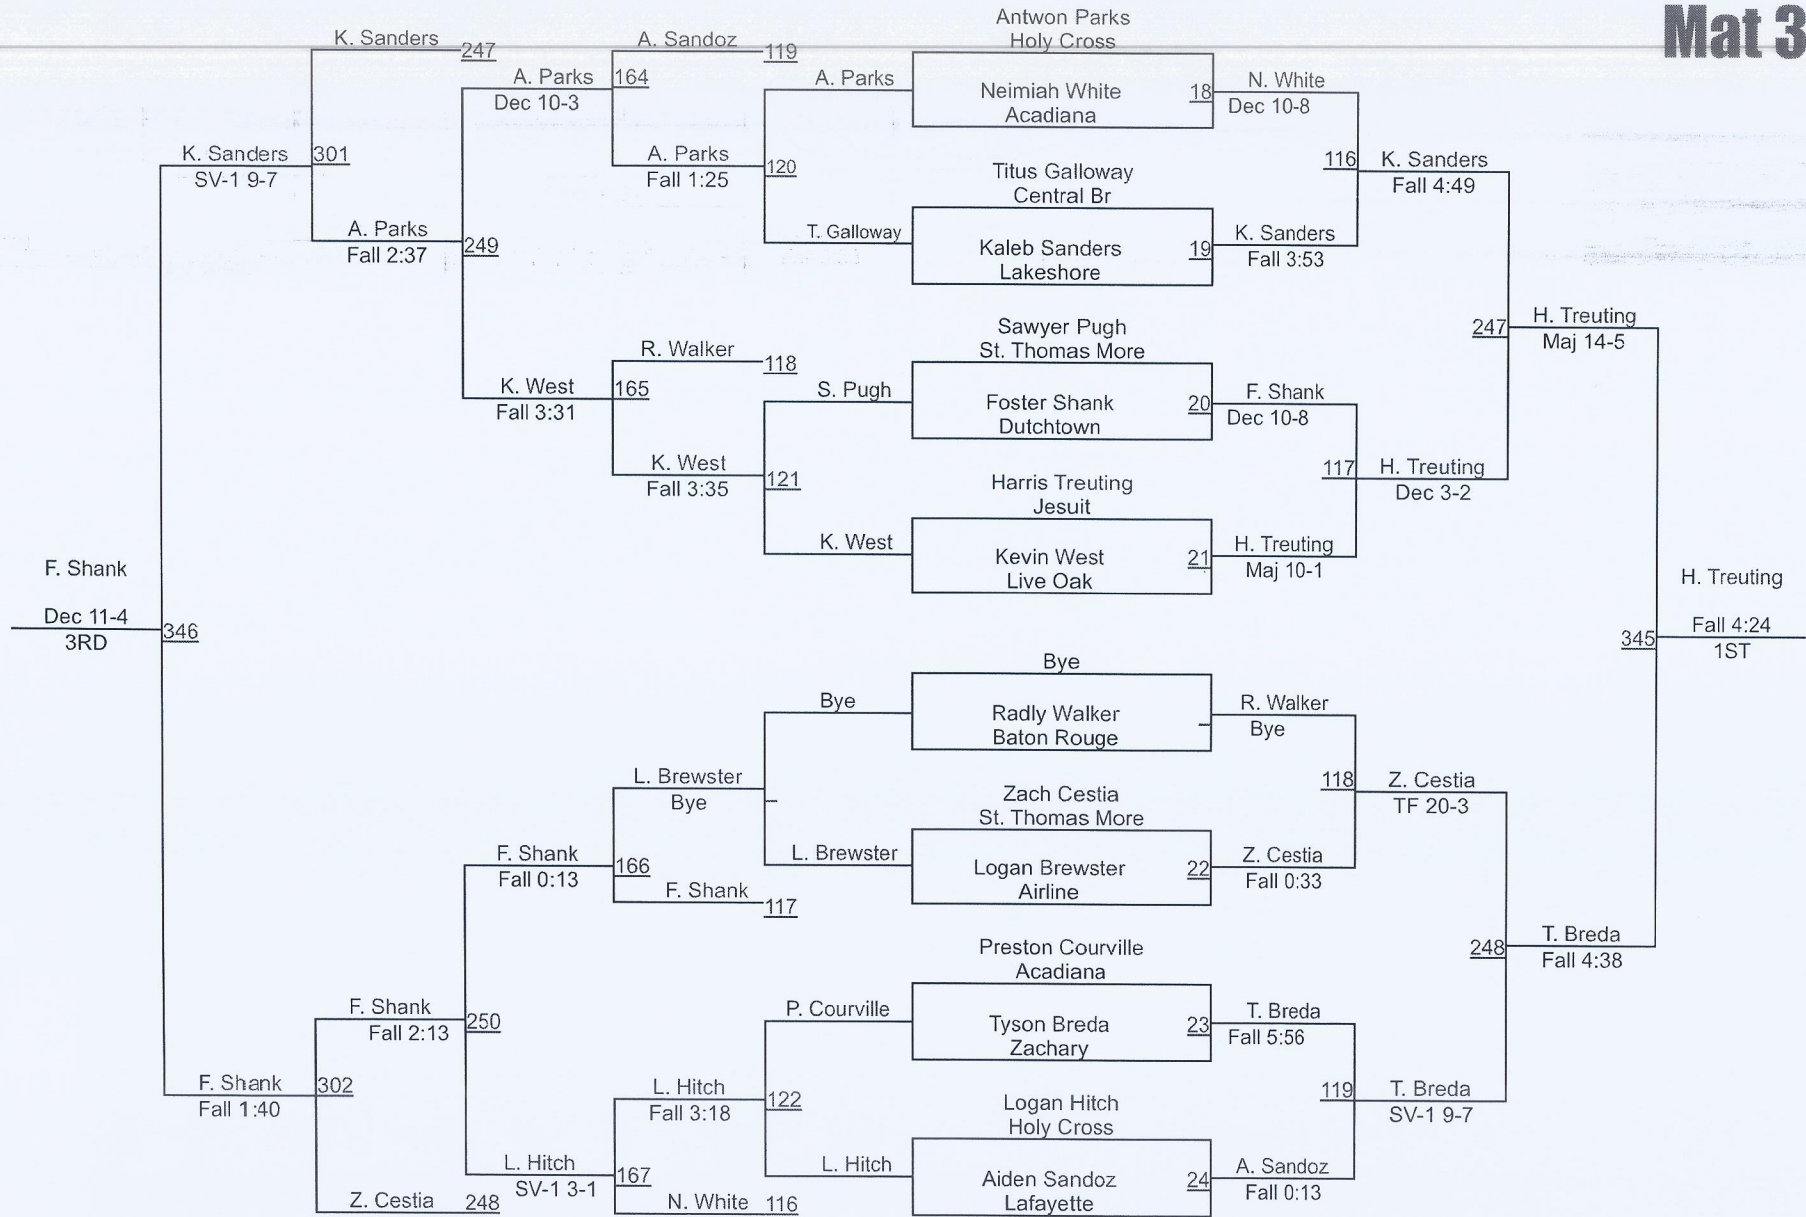 Mat 3
Antwon Parks
Holy Cross
K. Sanders 247
A. Sandoz 119
A. Parks 164
Dec 10-3
A. Parks
Neimiah White 18
Acadiana
N. White
Dec 10-8
K. Sanders 301
SV-1 9-7
A. Parks 120
Fall 1:25
Titus Galloway
Central Br
116 K. Sanders
Fall 4:49
A. Parks 249
Fall 2:37
T. Galloway
Kaleb Sanders 19
Lakeshore
K. Sanders
Fall 3:53
Sawyer Pugh
St. Thomas More
247 H. Treuting
Maj 14-5
R. Walker 118
K. West 165
Fall 3:31
S. Pugh
Foster Shank 20
Dutchtown
F. Shank
Dec 10-8
K. West 121
Fall 3:35
Harris Treuting
Jesuit
117 H. Treuting
Dec 3-2
K. West
Kevin West 21
Live Oak
H. Treuting
Maj 10-1
F. Shank
Dec 11-4
3RD
346
H. Treuting
Fall 4:24
1ST
345
Bye
Bye
Radly Walker
Baton Rouge
R. Walker
Bye
L. Brewster
Bye
Zach Cestia
St. Thomas More
118 Z. Cestia
TF 20-3
F. Shank 166
Fall 0:13
L. Brewster
Logan Brewster 22
Airline
Z. Cestia
Fall 0:33
F. Shank 117
Preston Courville
Acadiana
248 T. Breda
Fall 4:38
F. Shank 250
Fall 2:13
P. Courville
Tyson Breda 23
Zachary
T. Breda
Fall 5:56
F. Shank 302
Fall 1:40
L. Hitch 122
Fall 3:18
Logan Hitch
Holy Cross
119 T. Breda
SV-1 9-7
L. Hitch 167
SV-1 3-1
L. Hitch
Aiden Sandoz 24
Lafayette
A. Sandoz
Fall 0:13
Z. Cestia 248
N. White 116